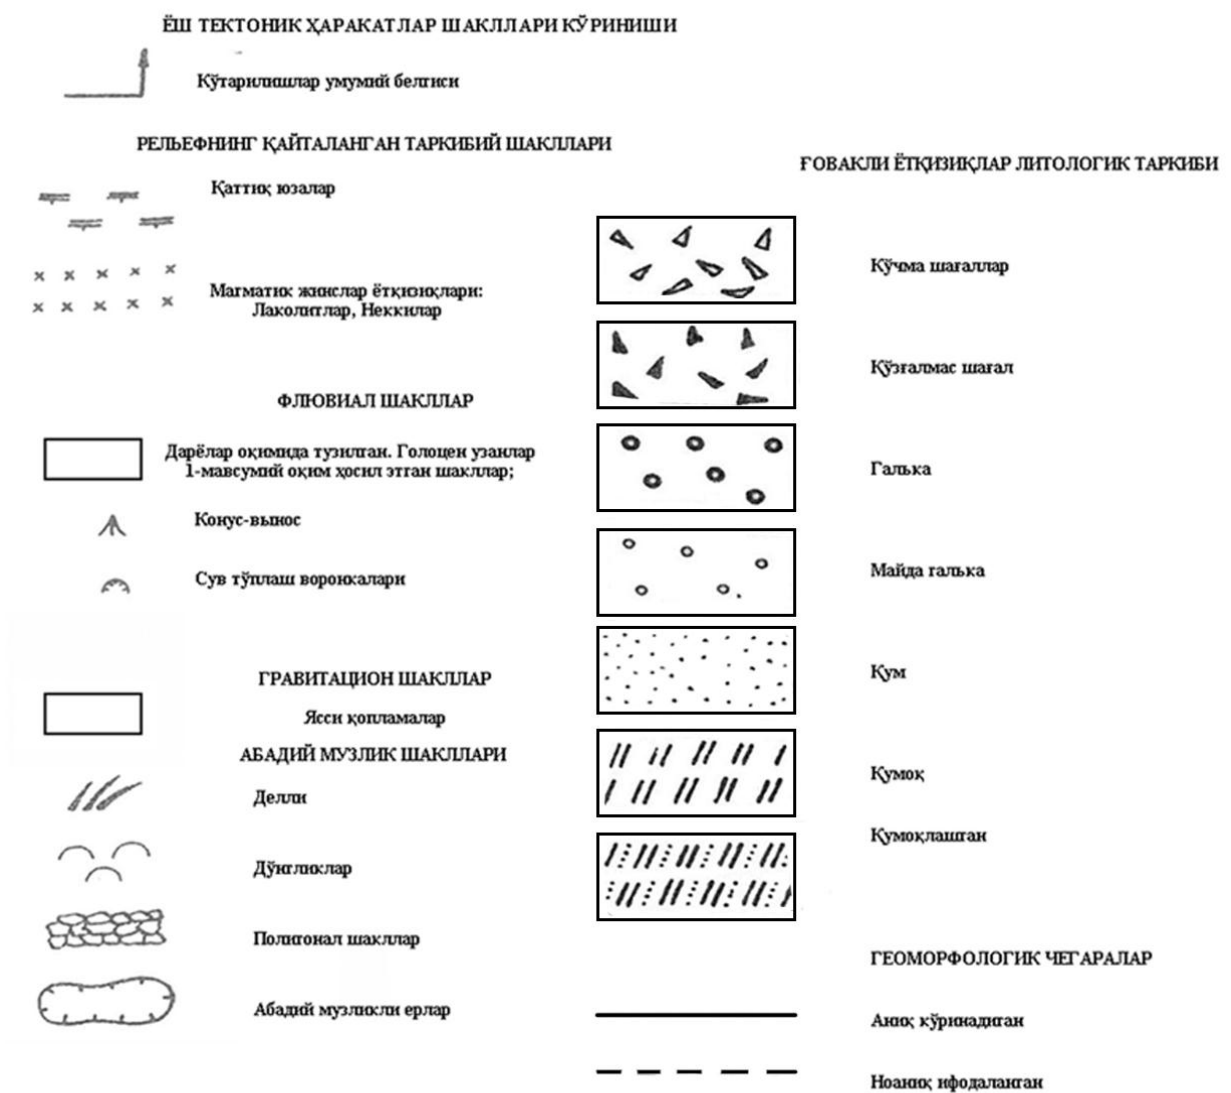 ЁШ ТЕКТОНИК ҲАРАКАТЛАР ШАКЛЛАРИ КЎРИНИШИ
Кўтарилишлар умумий белгиси
РЕЛЬЕФНИНГ ҚАЙТАЛАНГАН ТАРКИБИЙ ШАКЛЛАРИ
Қаттиқ юзалар
Магматик жинслар ётқизиқлари:
Лаколитлар, Неккилар
ФЛЮВИАЛ ШАКЛЛАР
Дарёлар оқимида тузилган. Голоцен узанлар
1-мавсумий оқим ҳосил этган шакллар;
Конус-вынос
Сув тўплаш воронкалари
ГРАВИТАЦИОН ШАКЛЛАР
Ясси қопламалар
АБАДИЙ МУЗЛИК ШАКЛЛАРИ
Делли
Дўнгликлар
Полигонал шакллар
Абадий музликли ерлар
ҒОВАКЛИ ЁТҚИЗИҚЛАР ЛИТОЛОГИК ТАРКИБИ
Кўчма шағаллар
Қўзғалмас шағал
Галька
Майда галька
Қум
Қумоқ
Қумоқлашган
ГЕОМОРФОЛОГИК ЧЕГАРАЛАР
Аниқ кўринадиган
Ноаниқ ифодаланган